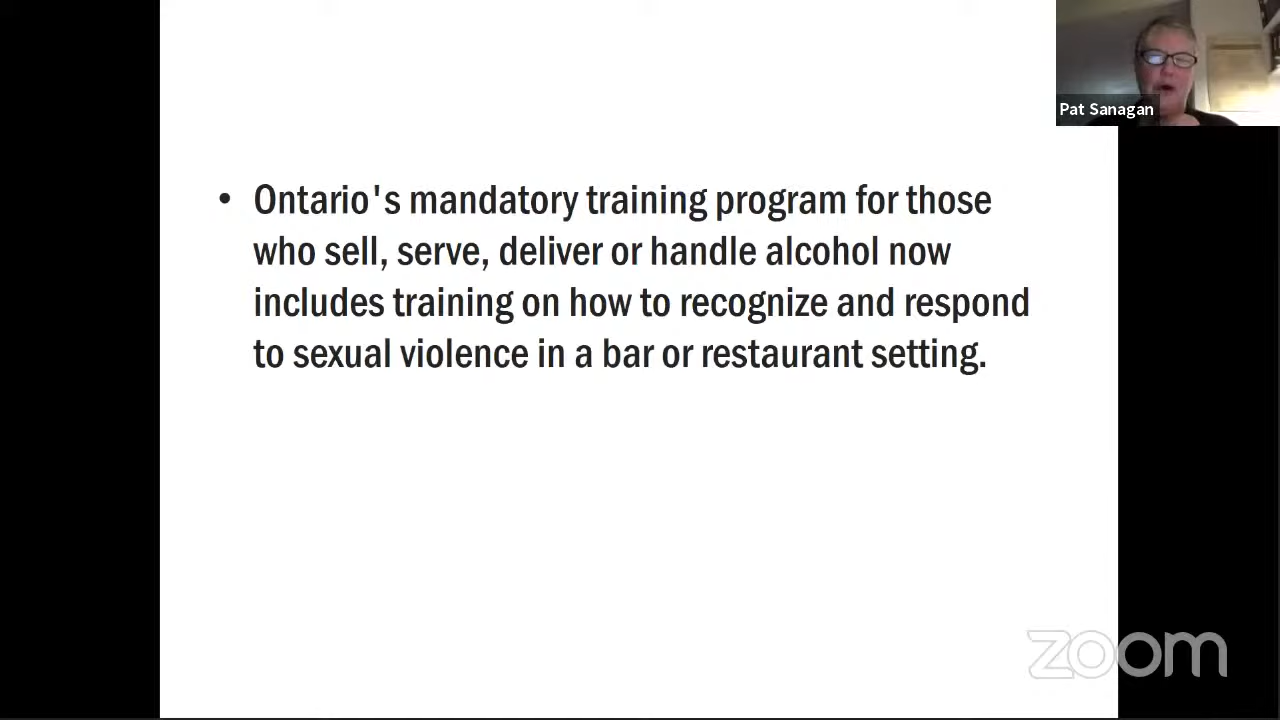 Pat Sanagan
• Ontario's mandatory training program for those
who sell, serve, deliver or handle alcohol now
includes training on how to recognize and respond
to sexual violence in a bar or restaurant setting.
zoom